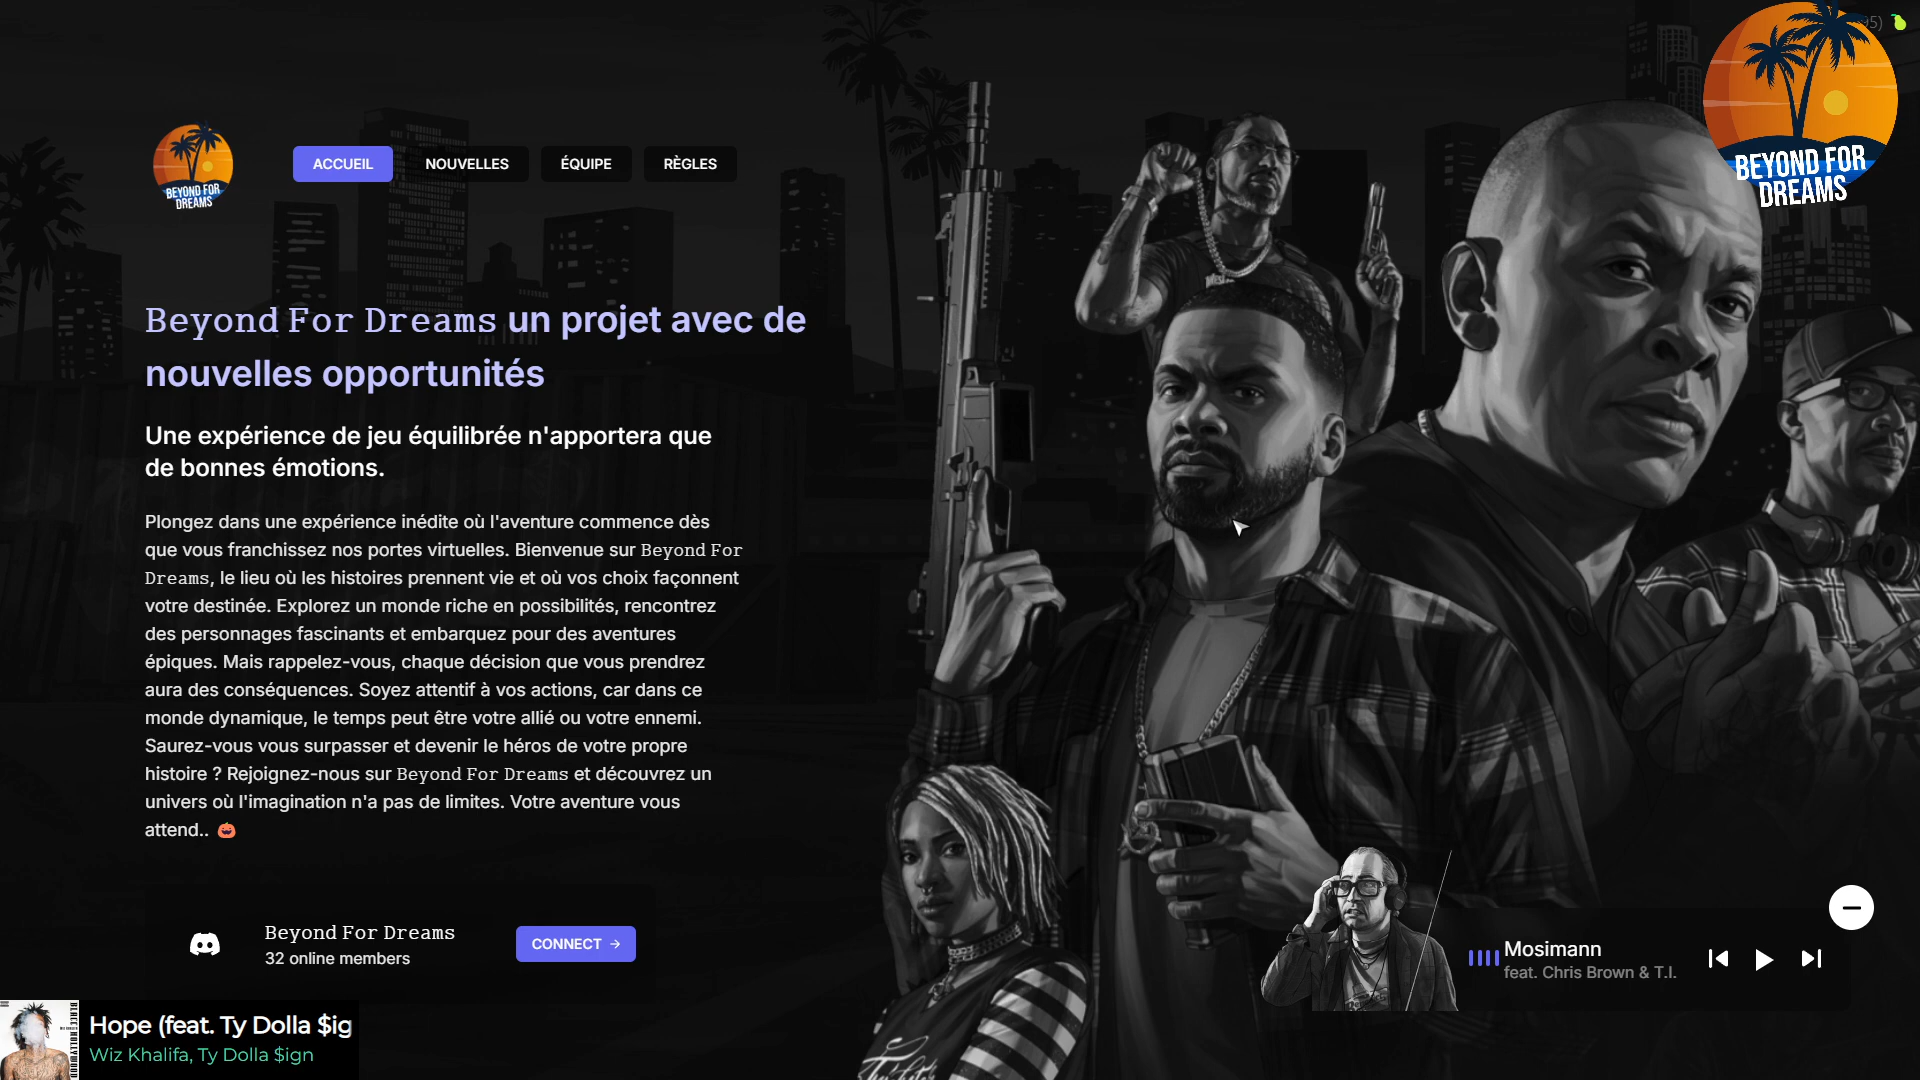 95)
BEYOND FOR
DREAMS
BEYOND FOR
DREAMS
ACCUEIL
NOUVELLES
ÉQUIPE
RÈGLES
Beyond For Dreams un projet avec de
nouvelles opportunités
Une expérience de jeu équilibrée n'apportera que
de bonnes émotions.
Plongez dans une expérience inédite où l'aventure commence dès
que vous franchissez nos portes virtuelles. Bienvenue sur Beyond For
Dreams, le lieu où les histoires prennent vie et où vos choix façonnent
votre destinée. Explorez un monde riche en possibilités, rencontrez
des personnages fascinants et embarquez pour des aventures
épiques. Mais rappelez-vous, chaque décision que vous prendrez
aura des conséquences. Soyez attentif à vos actions, car dans ce
monde dynamique, le temps peut être votre allié ou votre ennemi.
Saurez-vous vous surpasser et devenir le héros de votre propre
histoire ? Rejoignez-nous sur Beyond For Dreams et découvrez un
univers où l'imagination n'a pas de limites. Votre aventure vous
attend.. 🎃
Beyond For Dreams
32 online members
CONNECT →
Mosimann
feat. Chris Brown & T.I.
Hope (feat. Ty Dolla $ig
Wiz Khalifa, Ty Dolla $ign